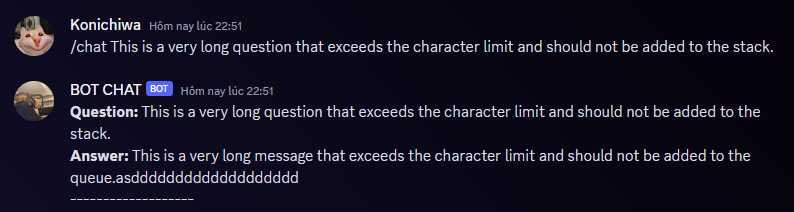 Konichiwa Hôm nay lúc 22:51
/chat This is a very long question that exceeds the character limit and should not be added to the stack.
BOT CHAT BOT Hôm nay lúc 22:51
Question: This is a very long question that exceeds the character limit and should not be added to the
stack.
Answer: This is a very long message that exceeds the character limit and should not be added to the
queue.asddddddddddddddddddd
-------------------